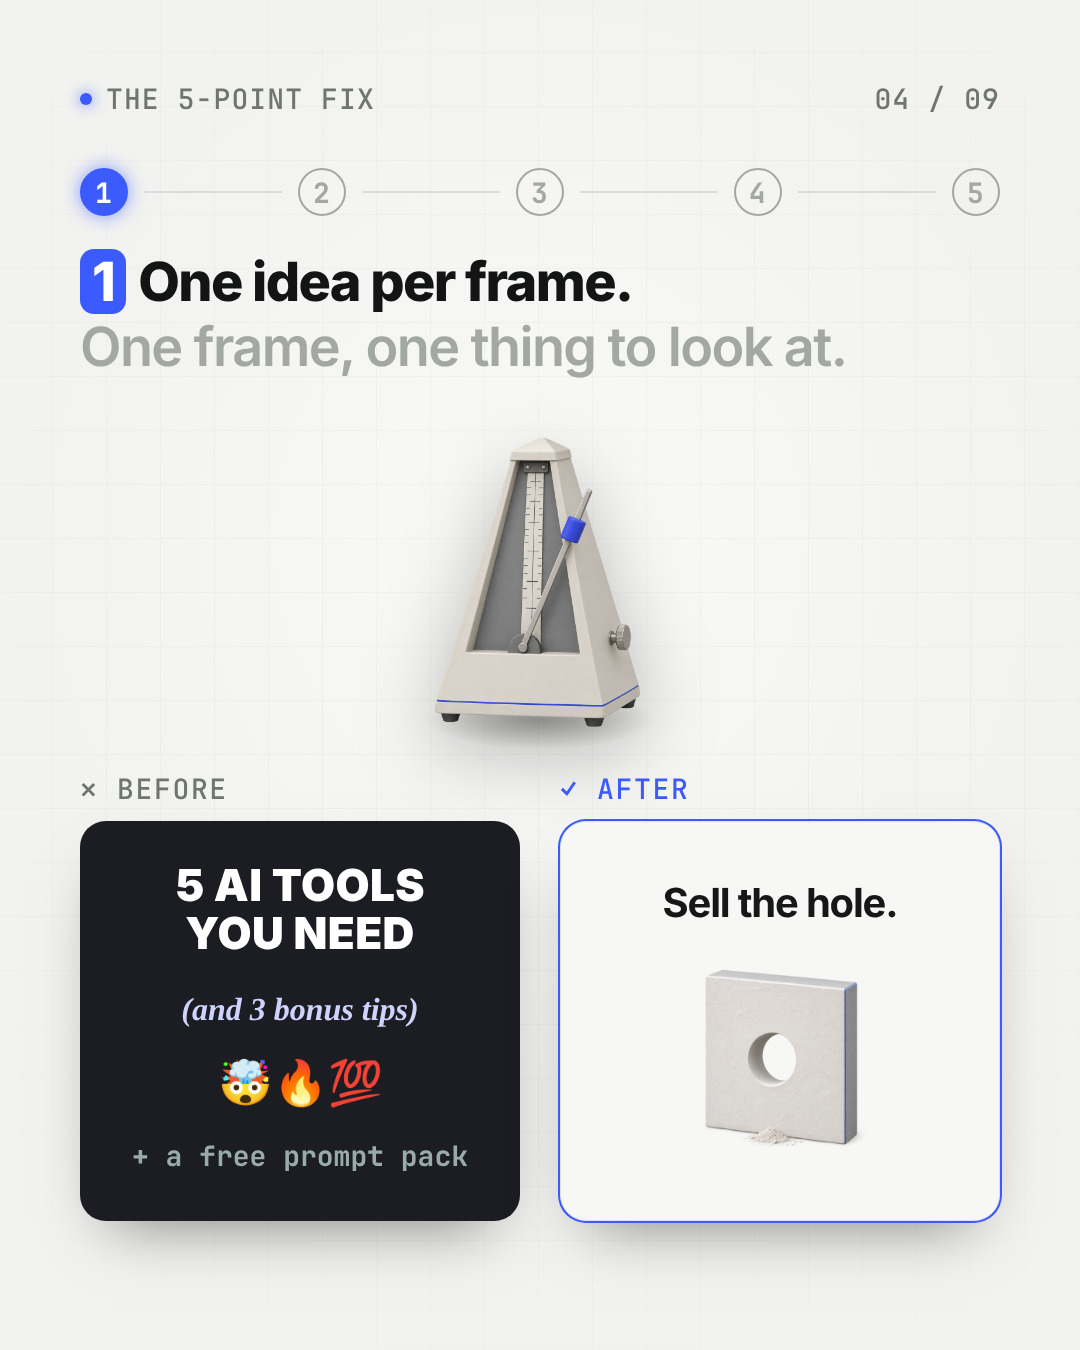 THE 5-POINT FIX
04 / 09
1 2 3 4 5
1 One idea per frame.
One frame, one thing to look at.
× BEFORE
✓ AFTER
5 AI TOOLS
YOU NEED
(and 3 bonus tips)
🤯🔥💯
+ a free prompt pack
Sell the hole.